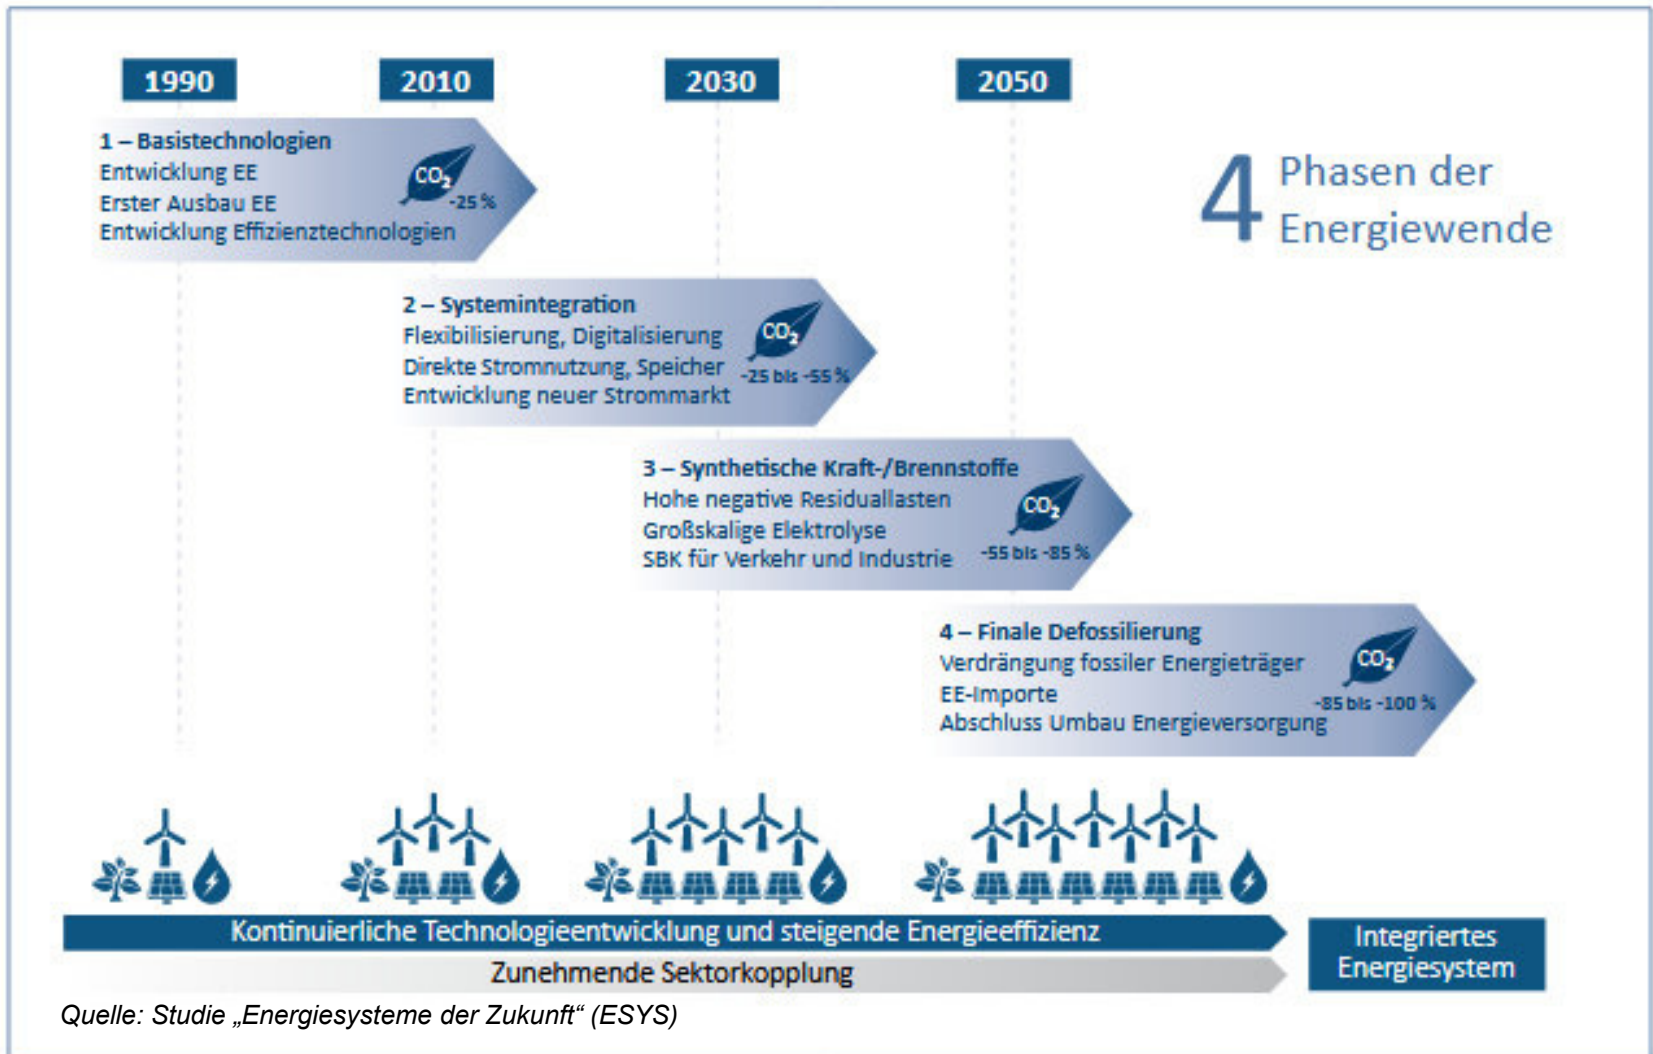 1990
2010
2030
2050
4 Phasen der
Energiewende
1 – Basistechnologien
Entwicklung EE
Erster Ausbau EE
Entwicklung Effizienztechnologien
CO₂
-25 %
2 – Systemintegration
Flexibilisierung, Digitalisierung
Direkte Stromnutzung, Speicher
Entwicklung neuer Strommarkt
CO₂
-25 bis -55 %
3 – Synthetische Kraft-/Brennstoffe
Hohe negative Residuallasten
Großskalige Elektrolyse
SBK für Verkehr und Industrie
CO₂
-55 bis -85 %
4 – Finale Defossilierung
Verdrängung fossiler Energieträger
EE-Importe
Abschluss Umbau Energieversorgung
CO₂
-85 bis -100 %
Kontinuierliche Technologieentwicklung und steigende Energieeffizienz
Zunehmende Sektorkopplung
Integriertes
Energiesystem
Quelle: Studie „Energiesysteme der Zukunft“ (ESYS)